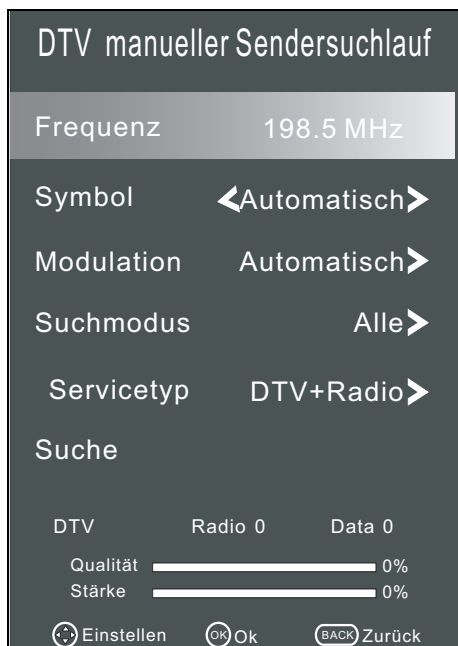 DTV manueller Sendersuchlauf
Frequenz 198.5 MHz
Symbol Automatisch
Modulation Automatisch
Suchmodus Alle
Servicetyp DTV+Radio
Suche
DTV Radio 0 Data 0
Qualität 0%
Stärke 0%
Einstellen OK Ok BACK Zurück